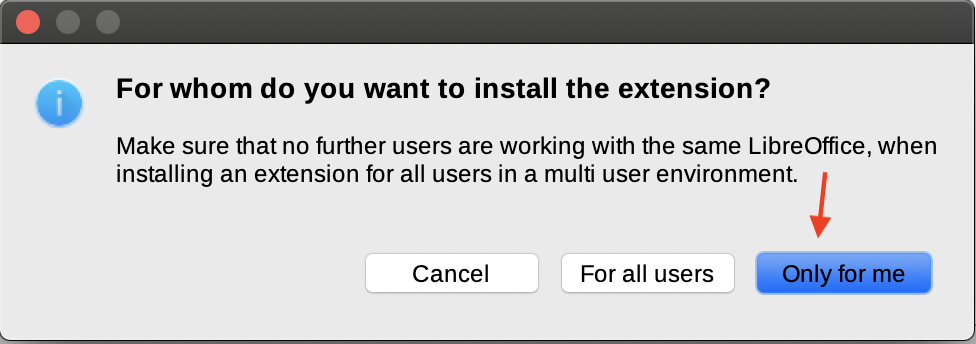 For whom do you want to install the extension?
Make sure that no further users are working with the same LibreOffice, when
installing an extension for all users in a multi user environment.
Cancel
For all users
Only for me